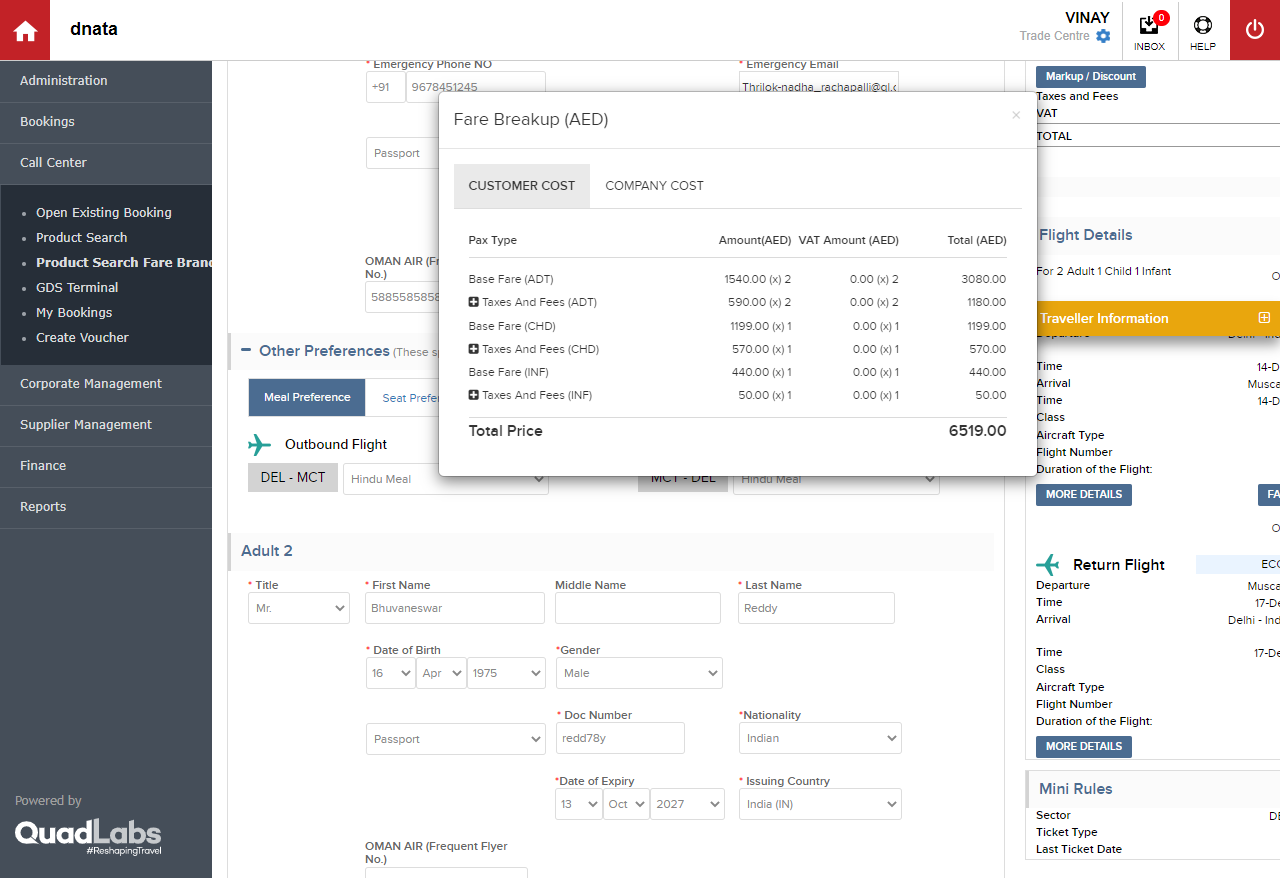 dnata
VINAY
Trade Centre
0
INBOX
HELP
Administration
Bookings
Call Center
Open Existing Booking
Product Search
Product Search Fare Bran
GDS Terminal
My Bookings
Create Voucher
Corporate Management
Supplier Management
Finance
Reports
Powered by
QuadLabs
#ReshapingTravel
* Emergency Phone NO
* Emergency Email
+91
9678451245
Thrilok-nadha_rachapalli@ql.c
Passport
OMAN AIR (Fr
No.)
5885585858
Other Preferences (These s
Meal Preference
Seat Prefe
Outbound Flight
DEL - MCT
Hindu Meal
MCT - DEL
Hindu Meal
Fare Breakup (AED)
×
CUSTOMER COST
COMPANY COST
Pax Type Amount(AED) VAT Amount (AED) Total (AED)
Base Fare (ADT) 1540.00 (x) 2 0.00 (x) 2 3080.00
Taxes And Fees (ADT) 590.00 (x) 2 0.00 (x) 2 1180.00
Base Fare (CHD) 1199.00 (x) 1 0.00 (x) 1 1199.00
Taxes And Fees (CHD) 570.00 (x) 1 0.00 (x) 1 570.00
Base Fare (INF) 440.00 (x) 1 0.00 (x) 1 440.00
Taxes And Fees (INF) 50.00 (x) 1 0.00 (x) 1 50.00
Total Price 6519.00
Adult 2
* Title
* First Name
Middle Name
* Last Name
Mr.
Bhuvaneswar
Reddy
* Date of Birth
*Gender
16
Apr
1975
Male
* Doc Number
*Nationality
Passport
redd78y
Indian
*Date of Expiry
* Issuing Country
13
Oct
2027
India (IN)
OMAN AIR (Frequent Flyer
No.)
Markup / Discount
Taxes and Fees
VAT
TOTAL
Flight Details
For 2 Adult 1 Child 1 Infant
O
Traveller Information
Departure Delhi - Ind
Time 14-D
Arrival Musca
Time 14-D
Class
Aircraft Type
Flight Number
Duration of the Flight:
MORE DETAILS
FA
O
Return Flight
ECO
Departure Musca
Time 17-De
Arrival Delhi - Ind
Time 17-De
Class
Aircraft Type
Flight Number
Duration of the Flight:
MORE DETAILS
Mini Rules
Sector DE
Ticket Type
Last Ticket Date